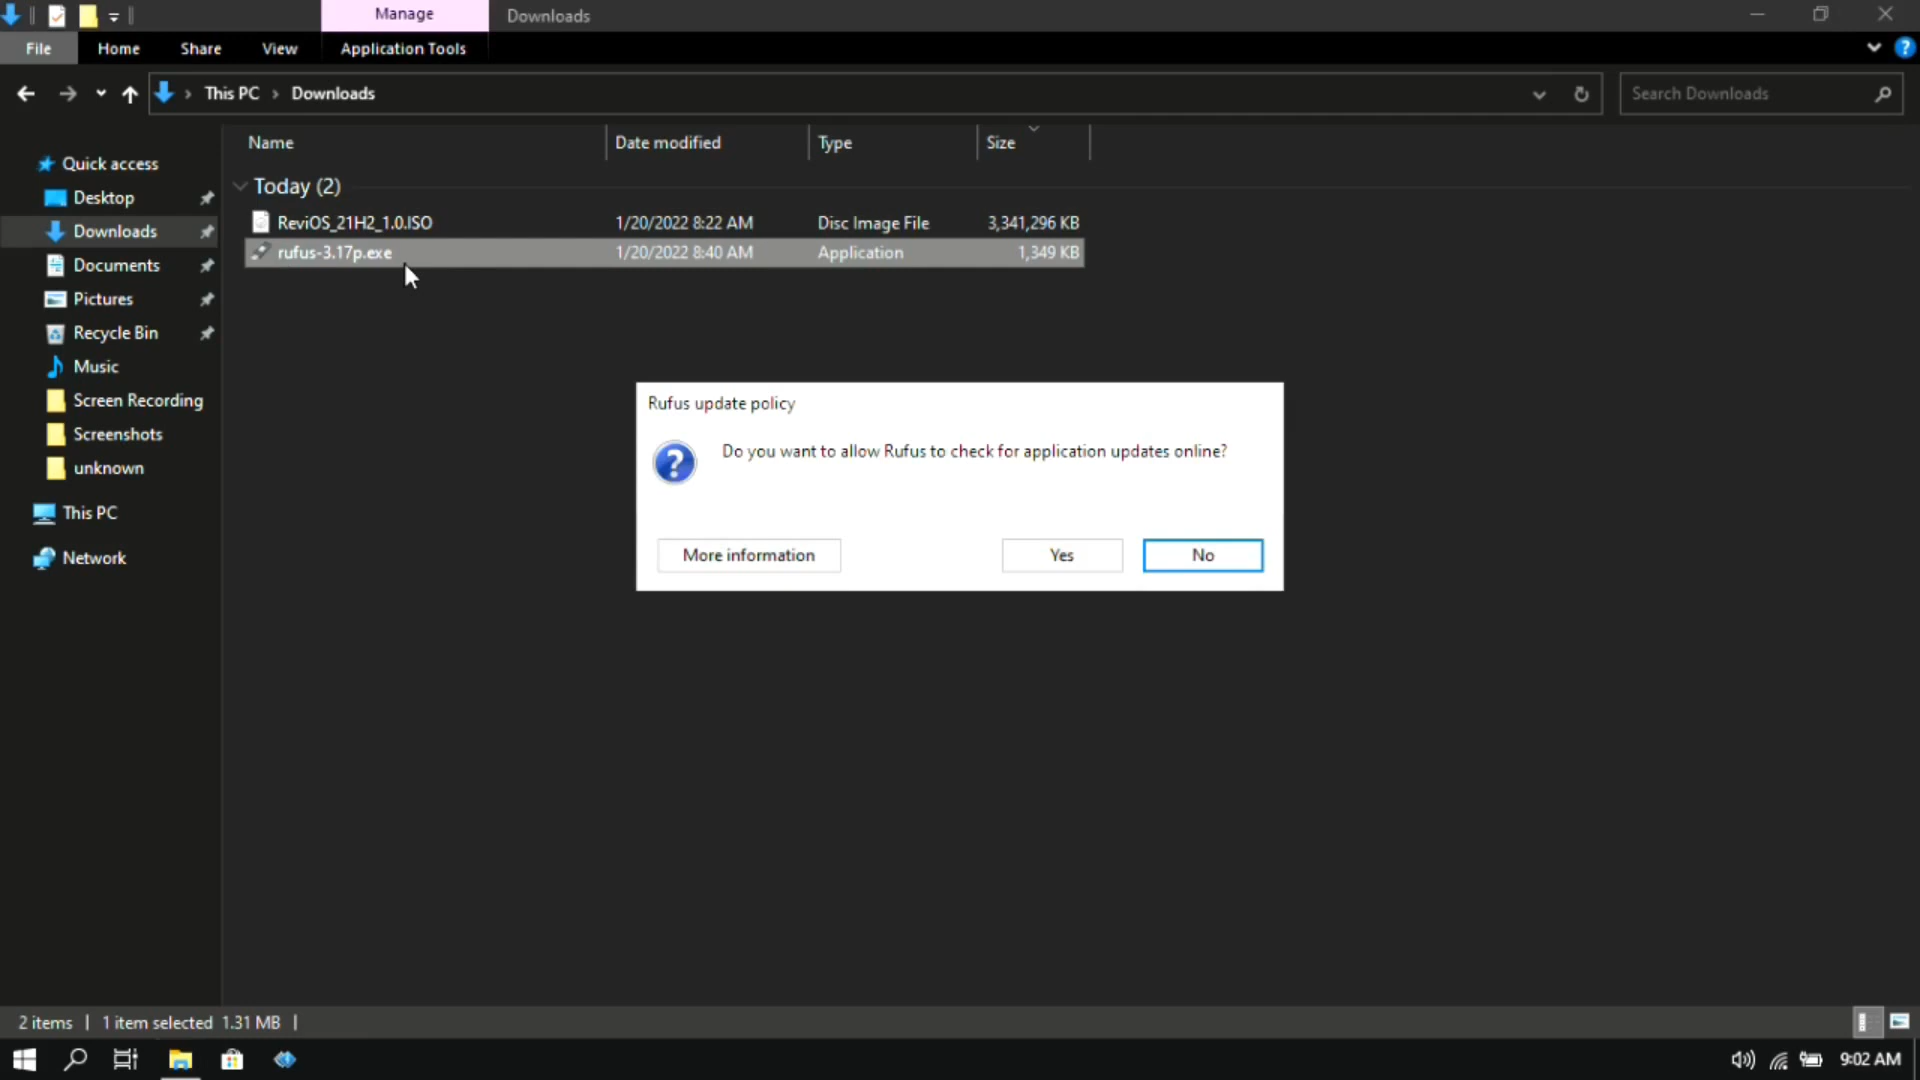 Manage
Downloads
File
Home
Share
View
Application Tools
This PC
Downloads
Search Downloads
Name
Date modified
Type
Size
Quick access
Desktop
Downloads
Documents
Pictures
Recycle Bin
Music
Screen Recording
Screenshots
unknown
This PC
Network
Today (2)
ReviOS_21H2_1.0.ISO 1/20/2022 8:22 AM Disc Image File 3,341,296 KB
rufus-3.17p.exe 1/20/2022 8:40 AM Application 1,349 KB
Rufus update policy
Do you want to allow Rufus to check for application updates online?
More information
Yes
No
2 items 1 item selected 1.31 MB
9:02 AM